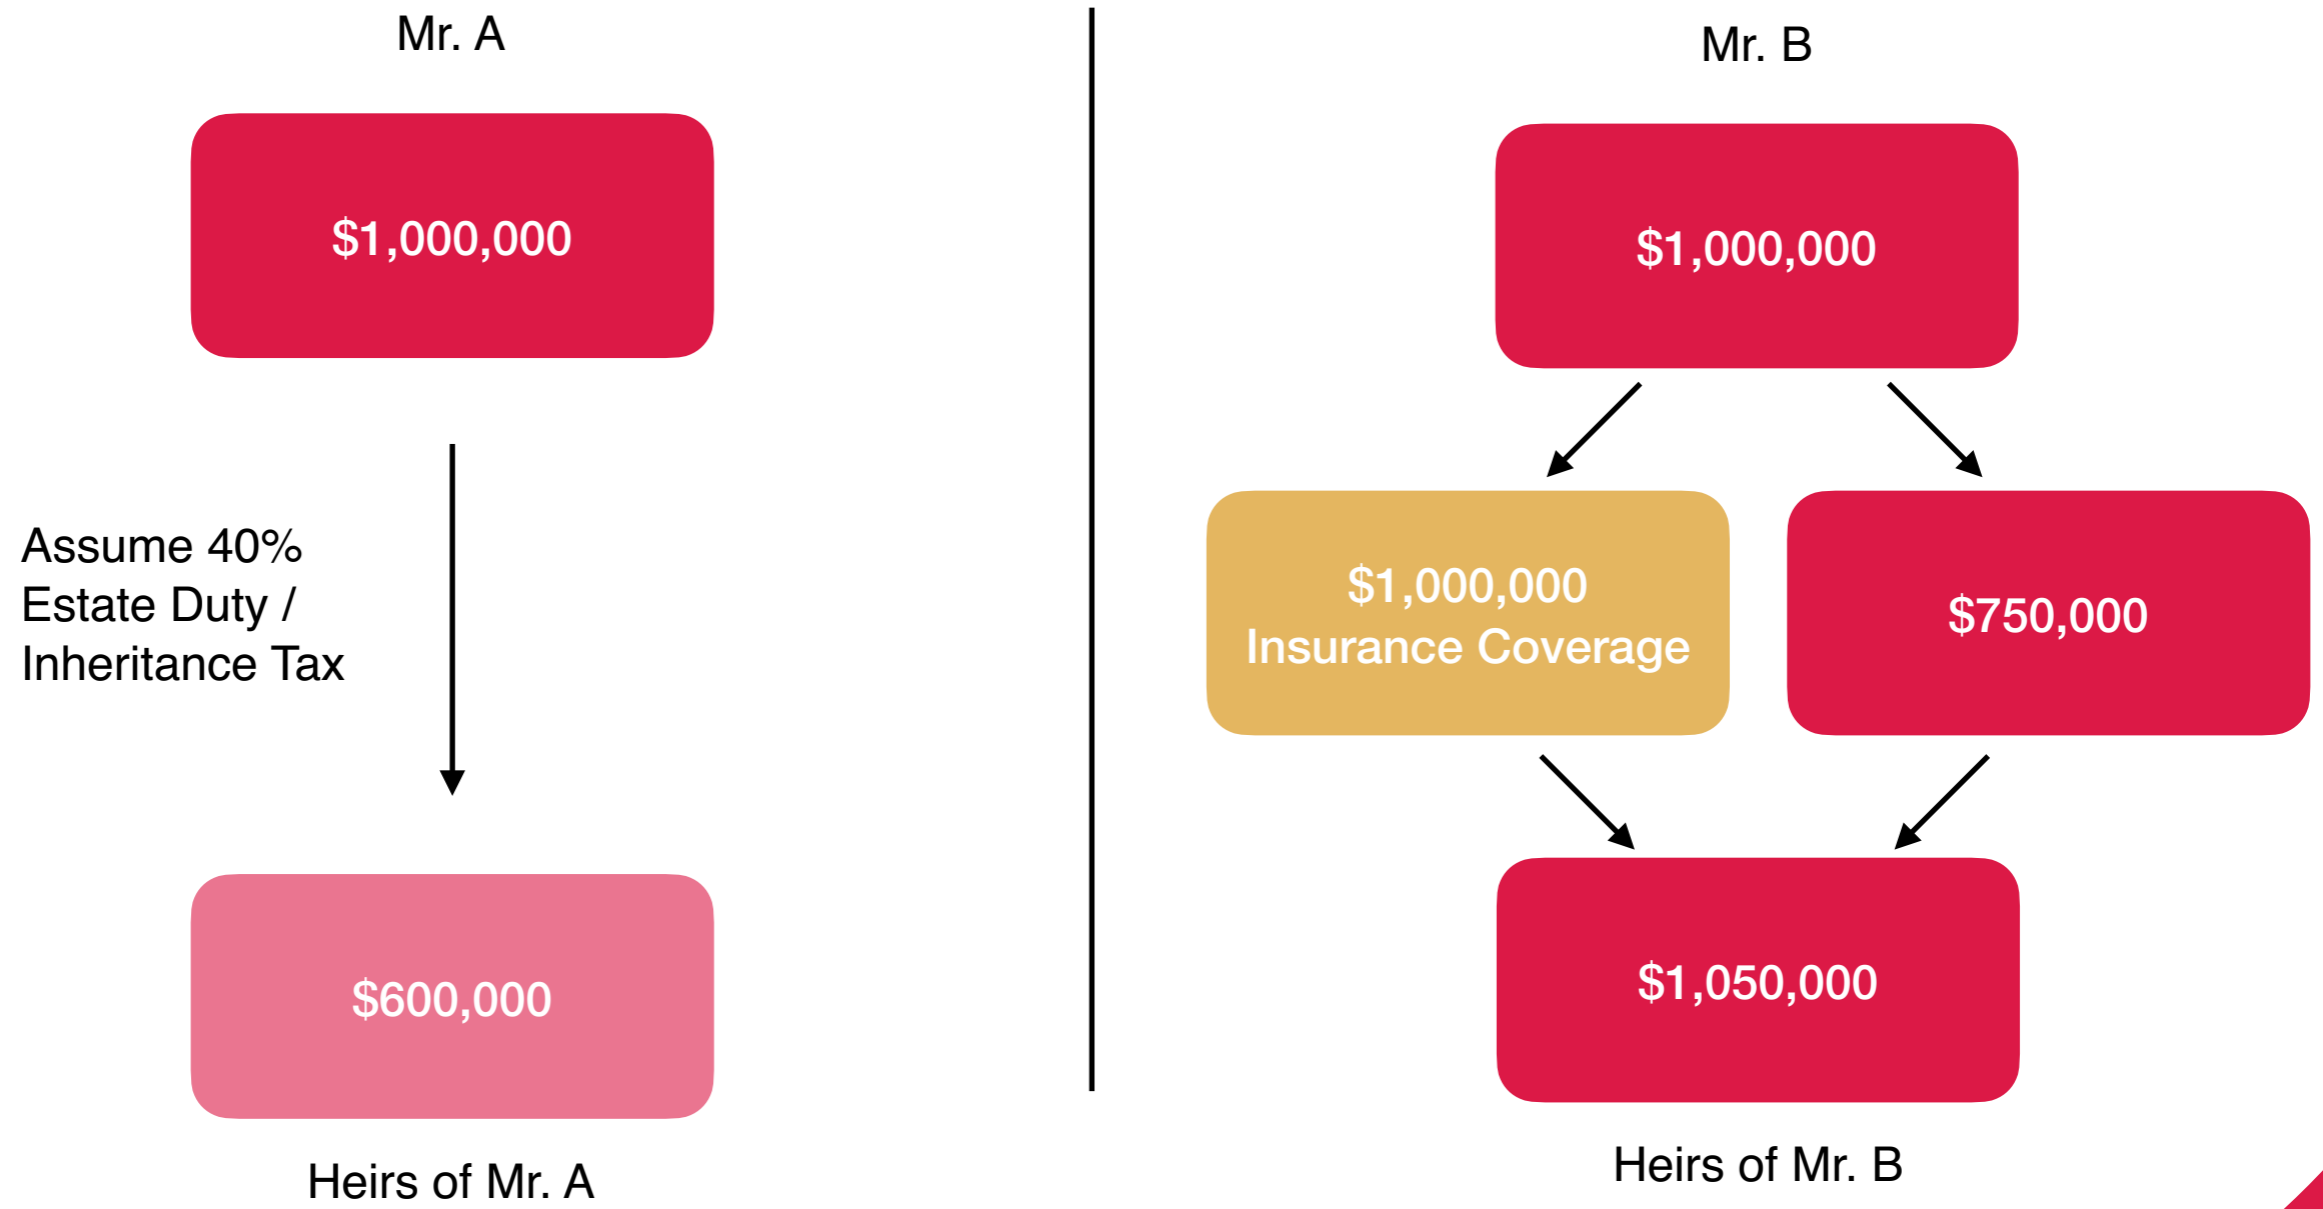 Mr. A
$1,000,000
Assume 40%
Estate Duty /
Inheritance Tax
$600,000
Heirs of Mr. A
Mr. B
$1,000,000
$1,000,000
Insurance Coverage
$750,000
$1,050,000
Heirs of Mr. B